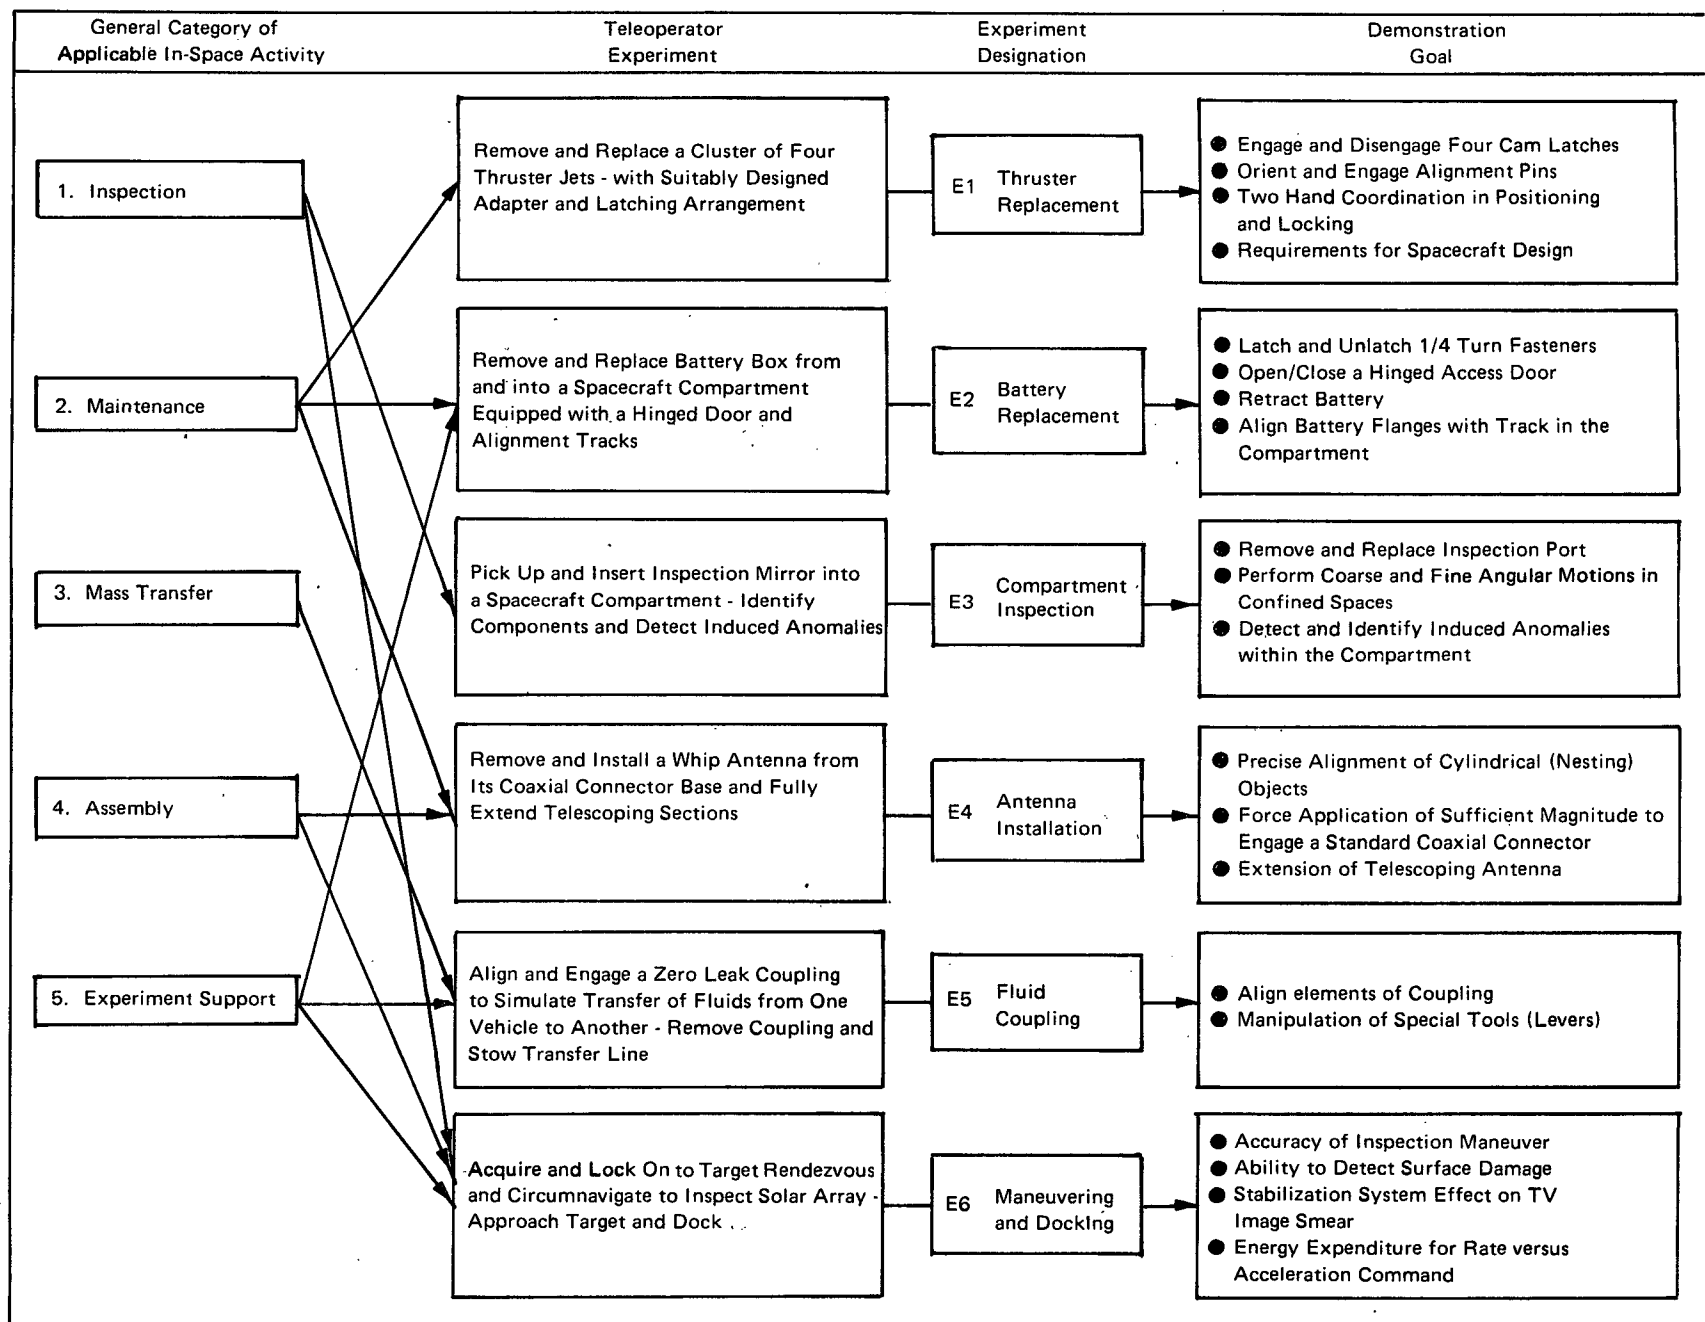 General Category of
Applicable In-Space Activity
Teleoperator
Experiment
Experiment
Designation
Demonstration
Goal
1. Inspection
2. Maintenance
3. Mass Transfer
4. Assembly
5. Experiment Support
Remove and Replace a Cluster of Four
Thruster Jets - with Suitably Designed
Adapter and Latching Arrangement
E1 Thruster
Replacement
● Engage and Disengage Four Cam Latches
● Orient and Engage Alignment Pins
● Two Hand Coordination in Positioning
and Locking
● Requirements for Spacecraft Design
Remove and Replace Battery Box from
and into a Spacecraft Compartment
Equipped with a Hinged Door and
Alignment Tracks
E2 Battery
Replacement
● Latch and Unlatch 1/4 Turn Fasteners
● Open/Close a Hinged Access Door
● Retract Battery
● Align Battery Flanges with Track in the
Compartment
Pick Up and Insert Inspection Mirror into
a Spacecraft Compartment - Identify
Components and Detect Induced Anomalies
E3 Compartment
Inspection
● Remove and Replace Inspection Port
● Perform Coarse and Fine Angular Motions in
Confined Spaces
● Detect and Identify Induced Anomalies
within the Compartment
Remove and Install a Whip Antenna from
Its Coaxial Connector Base and Fully
Extend Telescoping Sections
E4 Antenna
Installation
● Precise Alignment of Cylindrical (Nesting)
Objects
● Force Application of Sufficient Magnitude to
Engage a Standard Coaxial Connector
● Extension of Telescoping Antenna
Align and Engage a Zero Leak Coupling
to Simulate Transfer of Fluids from One
Vehicle to Another - Remove Coupling and
Stow Transfer Line
E5 Fluid
Coupling
● Align elements of Coupling
● Manipulation of Special Tools (Levers)
Acquire and Lock On to Target Rendezvous
and Circumnavigate to Inspect Solar Array -
Approach Target and Dock
E6 Maneuvering
and Docking
● Accuracy of Inspection Maneuver
● Ability to Detect Surface Damage
● Stabilization System Effect on TV
Image Smear
● Energy Expenditure for Rate versus
Acceleration Command